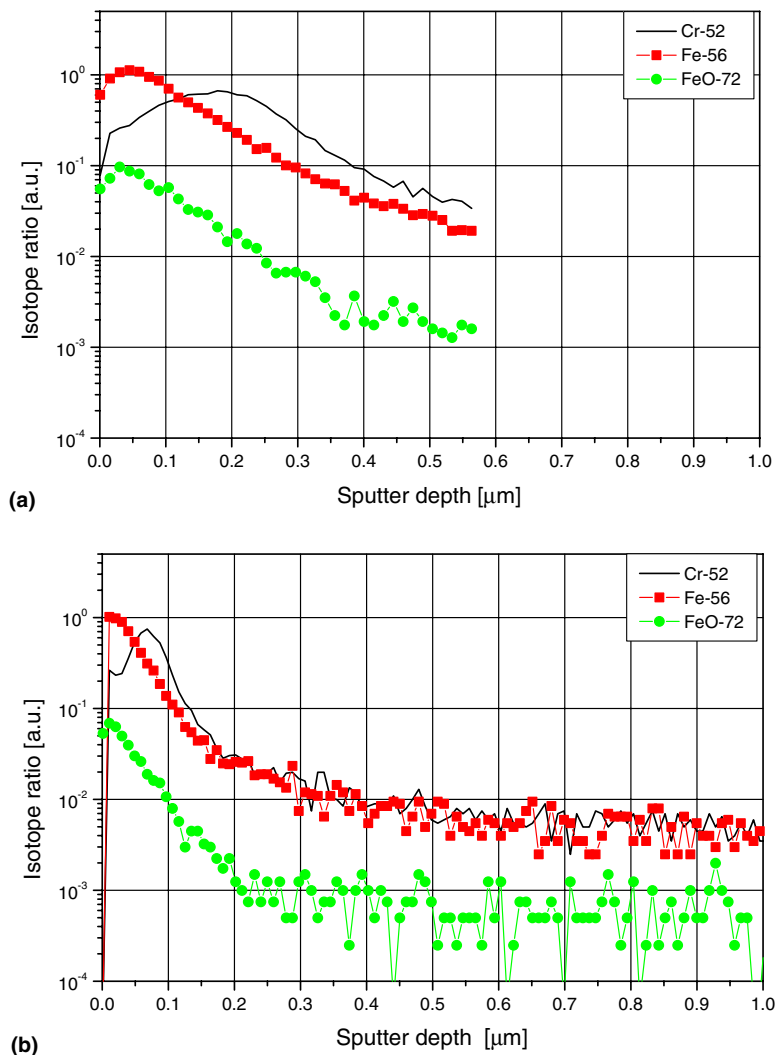 Cr-52
Fe-56
FeO-72
Isotope ratio [a.u.]
10^0
10^-1
10^-2
10^-3
10^-4
0.0 0.1 0.2 0.3 0.4 0.5 0.6 0.7 0.8 0.9 1.0
Sputter depth [μm]
(a)
Cr-52
Fe-56
FeO-72
Isotope ratio [a.u.]
10^0
10^-1
10^-2
10^-3
10^-4
0.0 0.1 0.2 0.3 0.4 0.5 0.6 0.7 0.8 0.9 1.0
Sputter depth [μm]
(b)